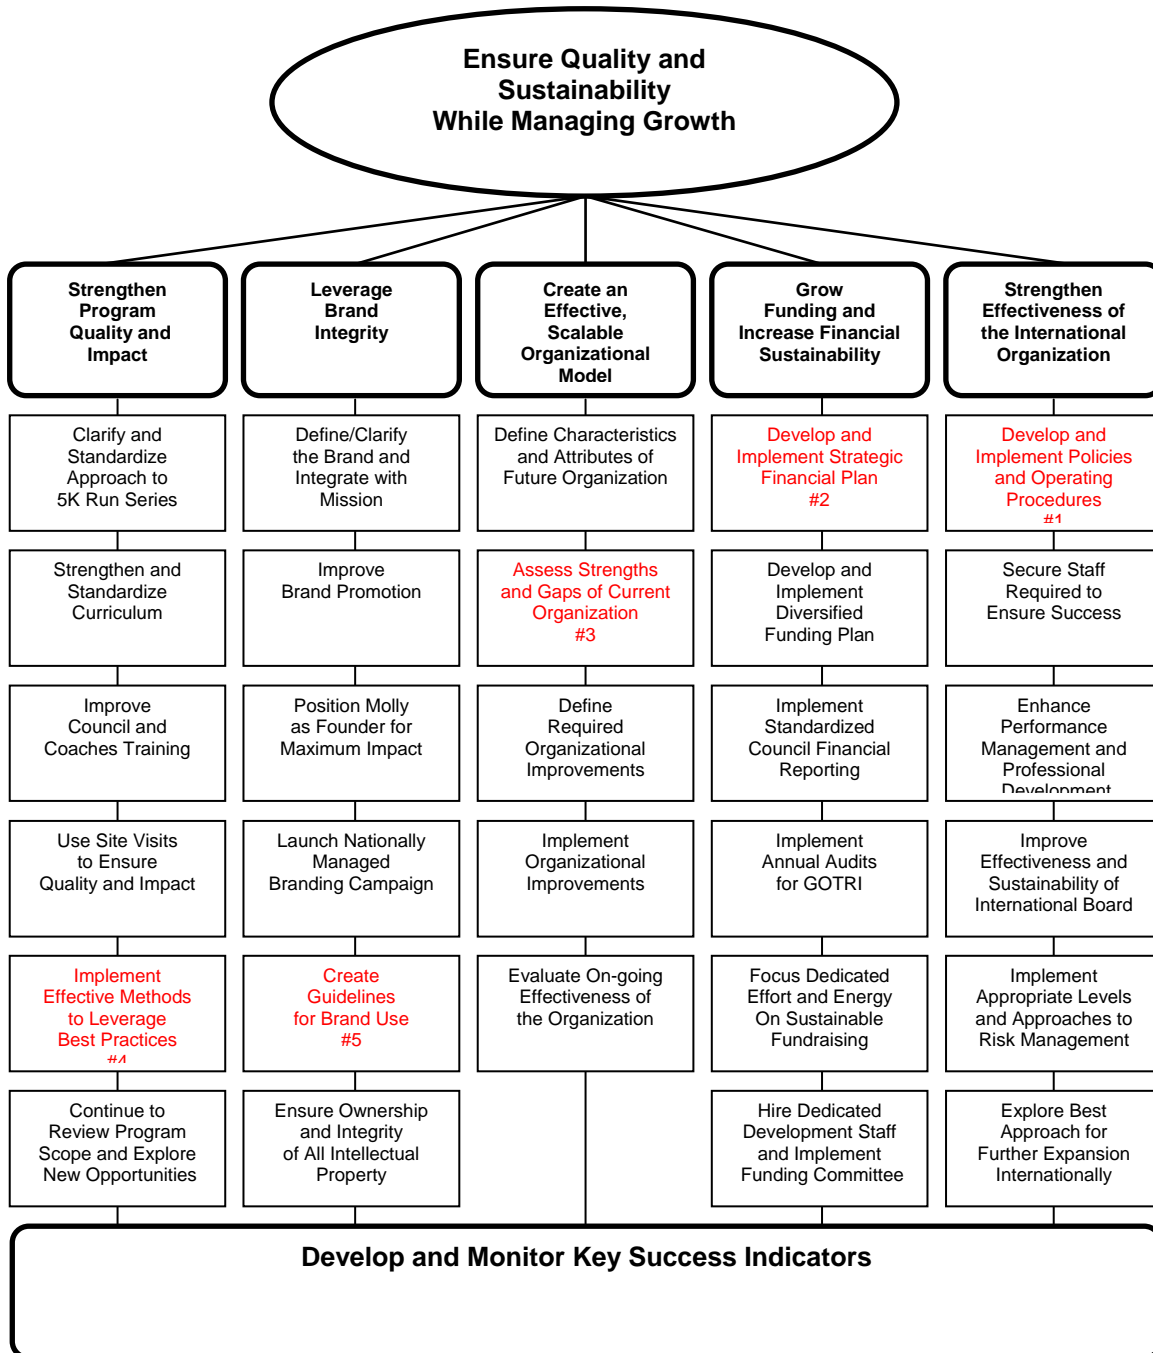 Ensure Quality and
Sustainability
While Managing Growth
Strengthen
Program
Quality and
Impact
Leverage
Brand
Integrity
Create an
Effective,
Scalable
Organizational
Model
Grow
Funding and
Increase Financial
Sustainability
Strengthen
Effectiveness of
the International
Organization
Clarify and
Standardize
Approach to
5K Run Series
Define/Clarify
the Brand and
Integrate with
Mission
Define Characteristics
and Attributes of
Future Organization
Develop and
Implement Strategic
Financial Plan
#2
Develop and
Implement Policies
and Operating
Procedures
#1
Strengthen and
Standardize
Curriculum
Improve
Brand Promotion
Assess Strengths
and Gaps of Current
Organization
#3
Develop and
Implement
Diversified
Funding Plan
Secure Staff
Required to
Ensure Success
Improve
Council and
Coaches Training
Position Molly
as Founder for
Maximum Impact
Define
Required
Organizational
Improvements
Implement
Standardized
Council Financial
Reporting
Enhance
Performance
Management and
Professional
Development
Use Site Visits
to Ensure
Quality and Impact
Launch Nationally
Managed
Branding Campaign
Implement
Organizational
Improvements
Implement
Annual Audits
for GOTRI
Improve
Effectiveness and
Sustainability of
International Board
Implement
Effective Methods
to Leverage
Best Practices
#4
Create
Guidelines
for Brand Use
#5
Evaluate On-going
Effectiveness of
the Organization
Focus Dedicated
Effort and Energy
On Sustainable
Fundraising
Implement
Appropriate Levels
and Approaches to
Risk Management
Continue to
Review Program
Scope and Explore
New Opportunities
Ensure Ownership
and Integrity
of All Intellectual
Property
Hire Dedicated
Development Staff
and Implement
Funding Committee
Explore Best
Approach for
Further Expansion
Internationally
Develop and Monitor Key Success Indicators